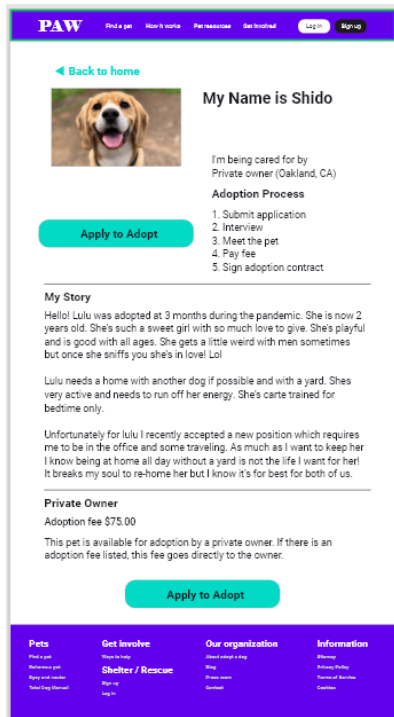 PAW
Find a pet How it works Pet resources Get involved Log in Sign up
◀ Back to home
My Name is Shido
I'm being cared for by
Private owner (Oakland, CA)
Adoption Process
1. Submit application
2. Interview
3. Meet the pet
4. Pay fee
5. Sign adoption contract
Apply to Adopt
My Story
Hello! Lulu was adopted at 3 months during the pandemic. She is now 2
years old. She's such a sweet girl with so much love to give. She's playful
and is good with all ages. She gets a little weird with men sometimes
but once she sniffs you she's in love! Lol
Lulu needs a home with another dog if possible and with a yard. Shes
very active and needs to run off her energy. She's carte trained for
bedtime only.
Unfortunately for lulu I recently accepted a new position which requires
me to be in the office and some traveling. As much as I want to keep her
I know being at home all day without a yard is not the life I want for her!
It breaks my soul to re-home her but I know it's for best for both of us.
Private Owner
Adoption fee $75.00
This pet is available for adoption by a private owner. If there is an
adoption fee listed, this fee goes directly to the owner.
Apply to Adopt
Pets
Find a pet
Rehome a pet
Spay and neuter
Total Dog Manual
Get involve
Ways to help
Shelter / Rescue
Sign up
Log in
Our organization
About adopt a dog
Blog
Press room
Contact
Information
Sitemap
Privacy Policy
Terms of Service
Cookies